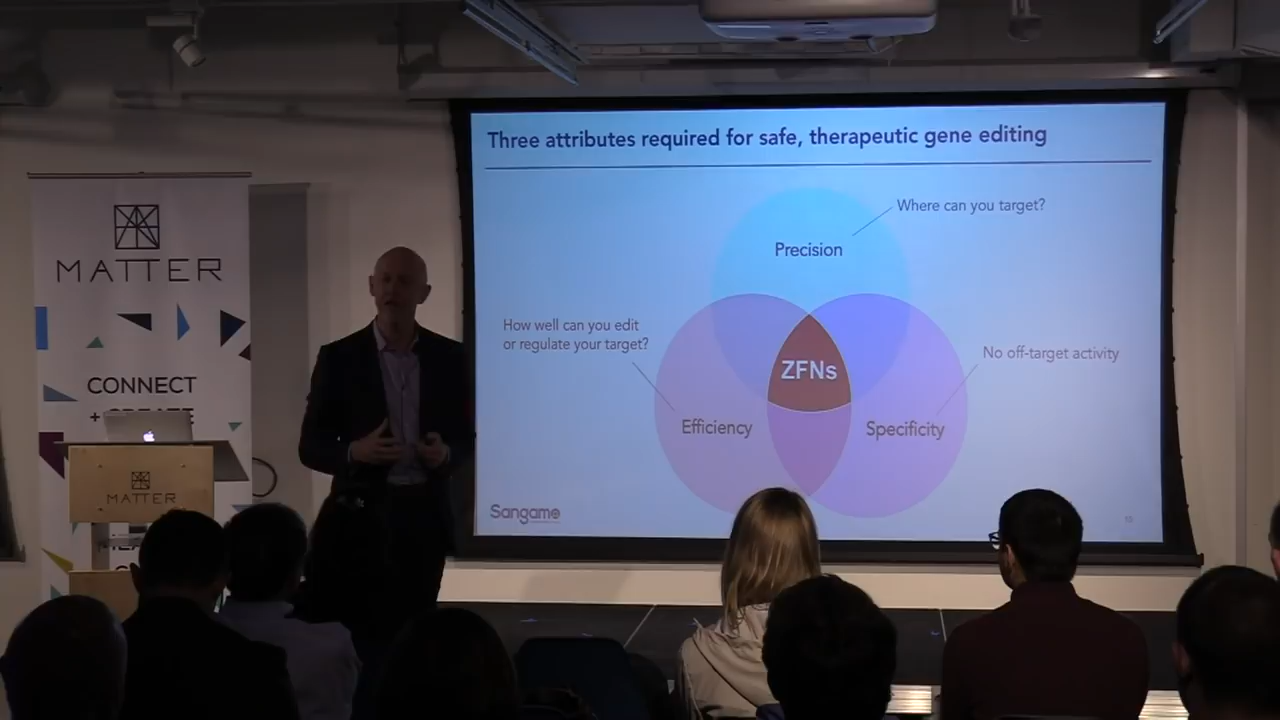 Three attributes required for safe, therapeutic gene editing
Where can you target?
Precision
How well can you edit
or regulate your target?
ZFNs
No off-target activity
Efficiency
Specificity
Sangamo
MATTER
CONNECT
+ CREATE
MATTER